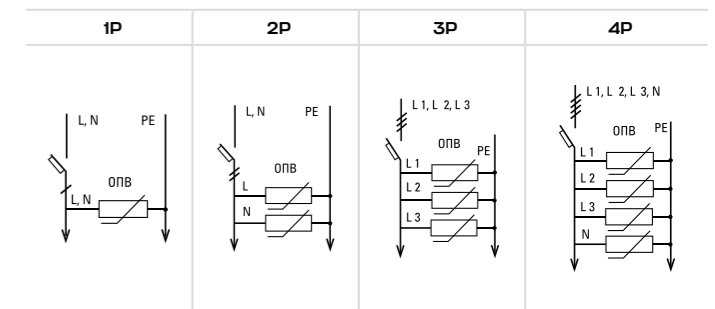 1P
2P
3P
4P
L, N
PE
ОПВ
L, N
L, N
PE
ОПВ
L
N
L 1, L 2, L 3
ОПВ
PE
L 1
L 2
L 3
L 1, L 2, L 3, N
ОПВ
PE
L 1
L 2
L 3
N